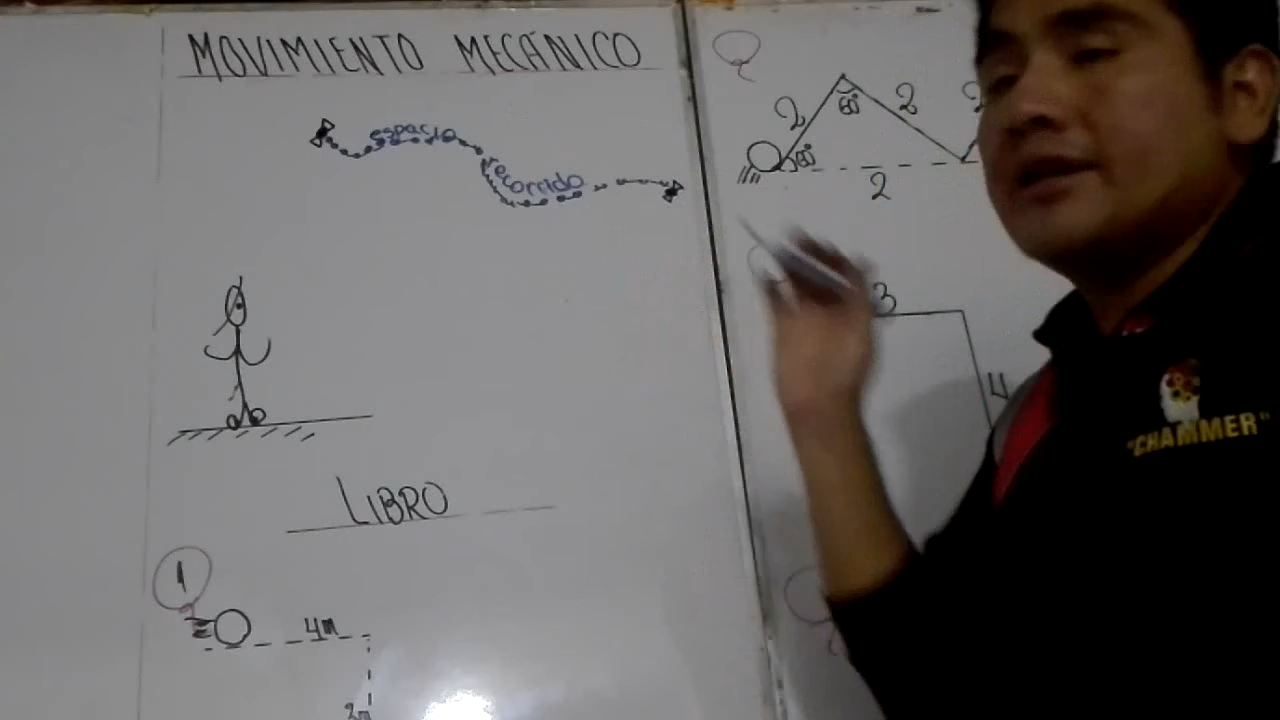 MOVIMIENTO MECÁNICO
espacio
recorrido
LIBRO
1
4m
2 60° 2
60°
2
3
4
"CHAMMER"